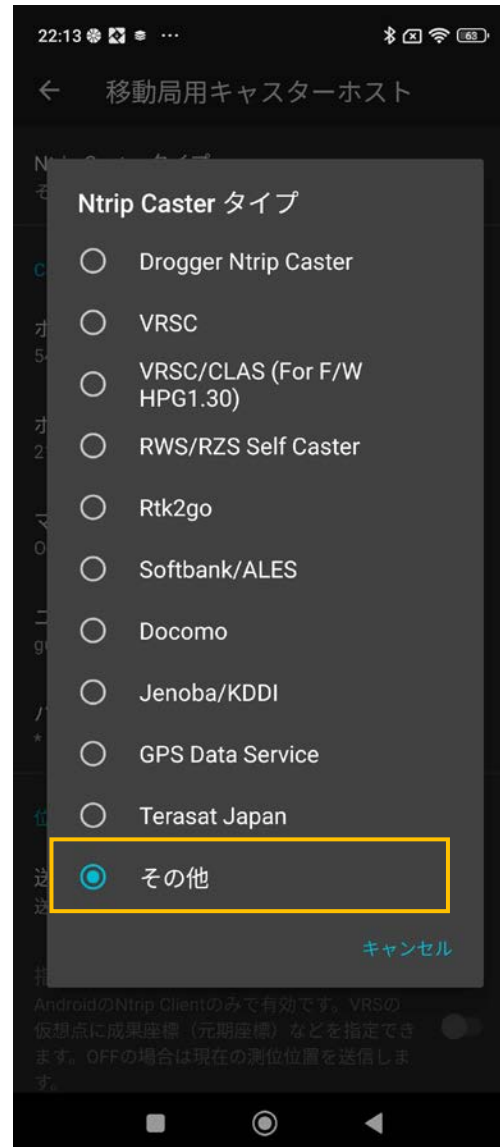 22:13
63
移動局用キャスターホスト
Ntrip Caster タイプ
Drogger Ntrip Caster
VRSC
VRSC/CLAS (For F/W
HPG1.30)
RWS/RZS Self Caster
Rtk2go
Softbank/ALES
Docomo
Jenoba/KDDI
GPS Data Service
Terasat Japan
その他
キャンセル
AndroidのNtrip Clientのみで有効です。VRSの
仮想点に成果座標（元期座標）などを指定でき
ます。OFFの場合は現在の測位位置を送信しま
す。